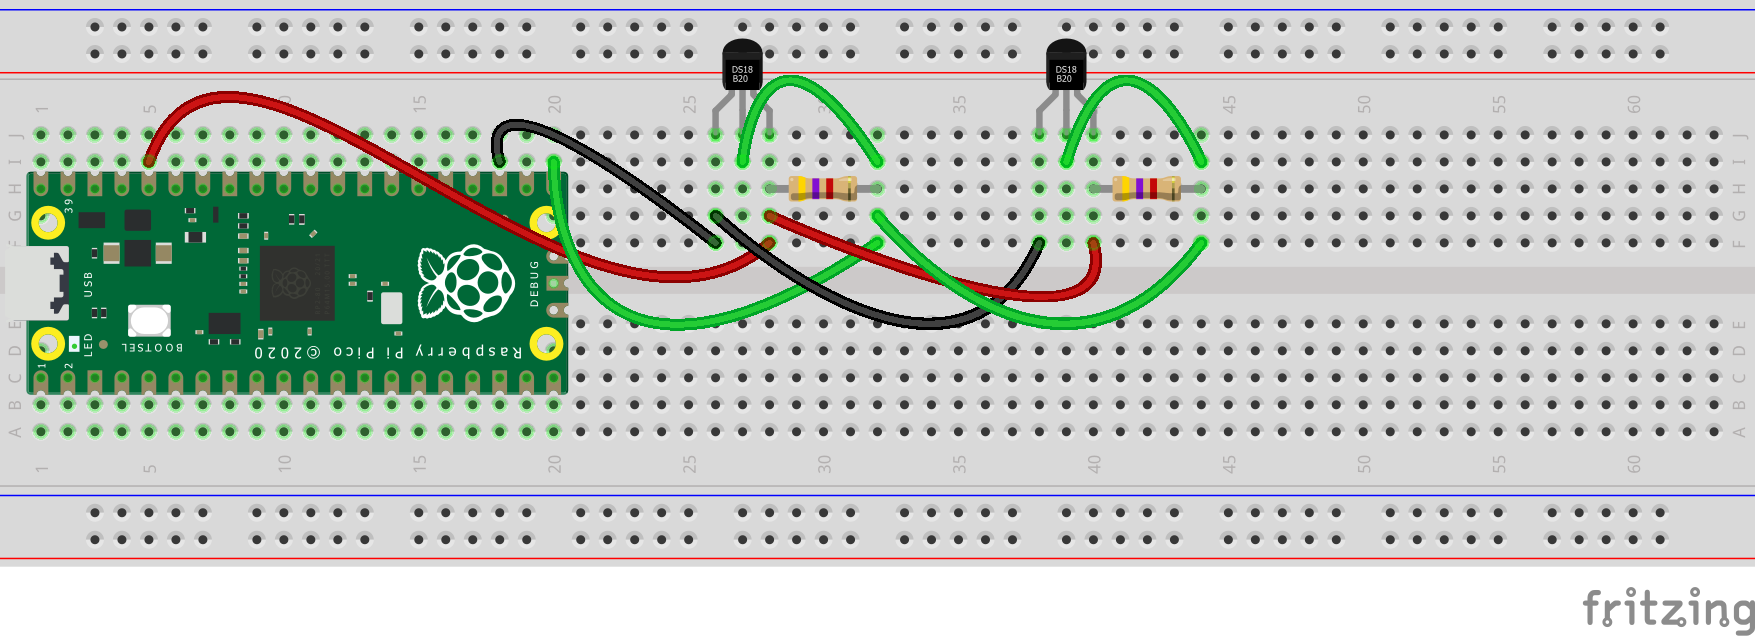 DS18
B20
DS18
B20
1 5 10 15 20 25 30 35 40 45 50 55 60
J J
I I
H H
G G
F F
39
USB
DEBUG
E E
D D
C C
B B
A A
LED
BOOTSEL
1
2
Raspberry Pi Pico © 2020
1 5 10 15 20 25 30 35 40 45 50 55 60
fritzing